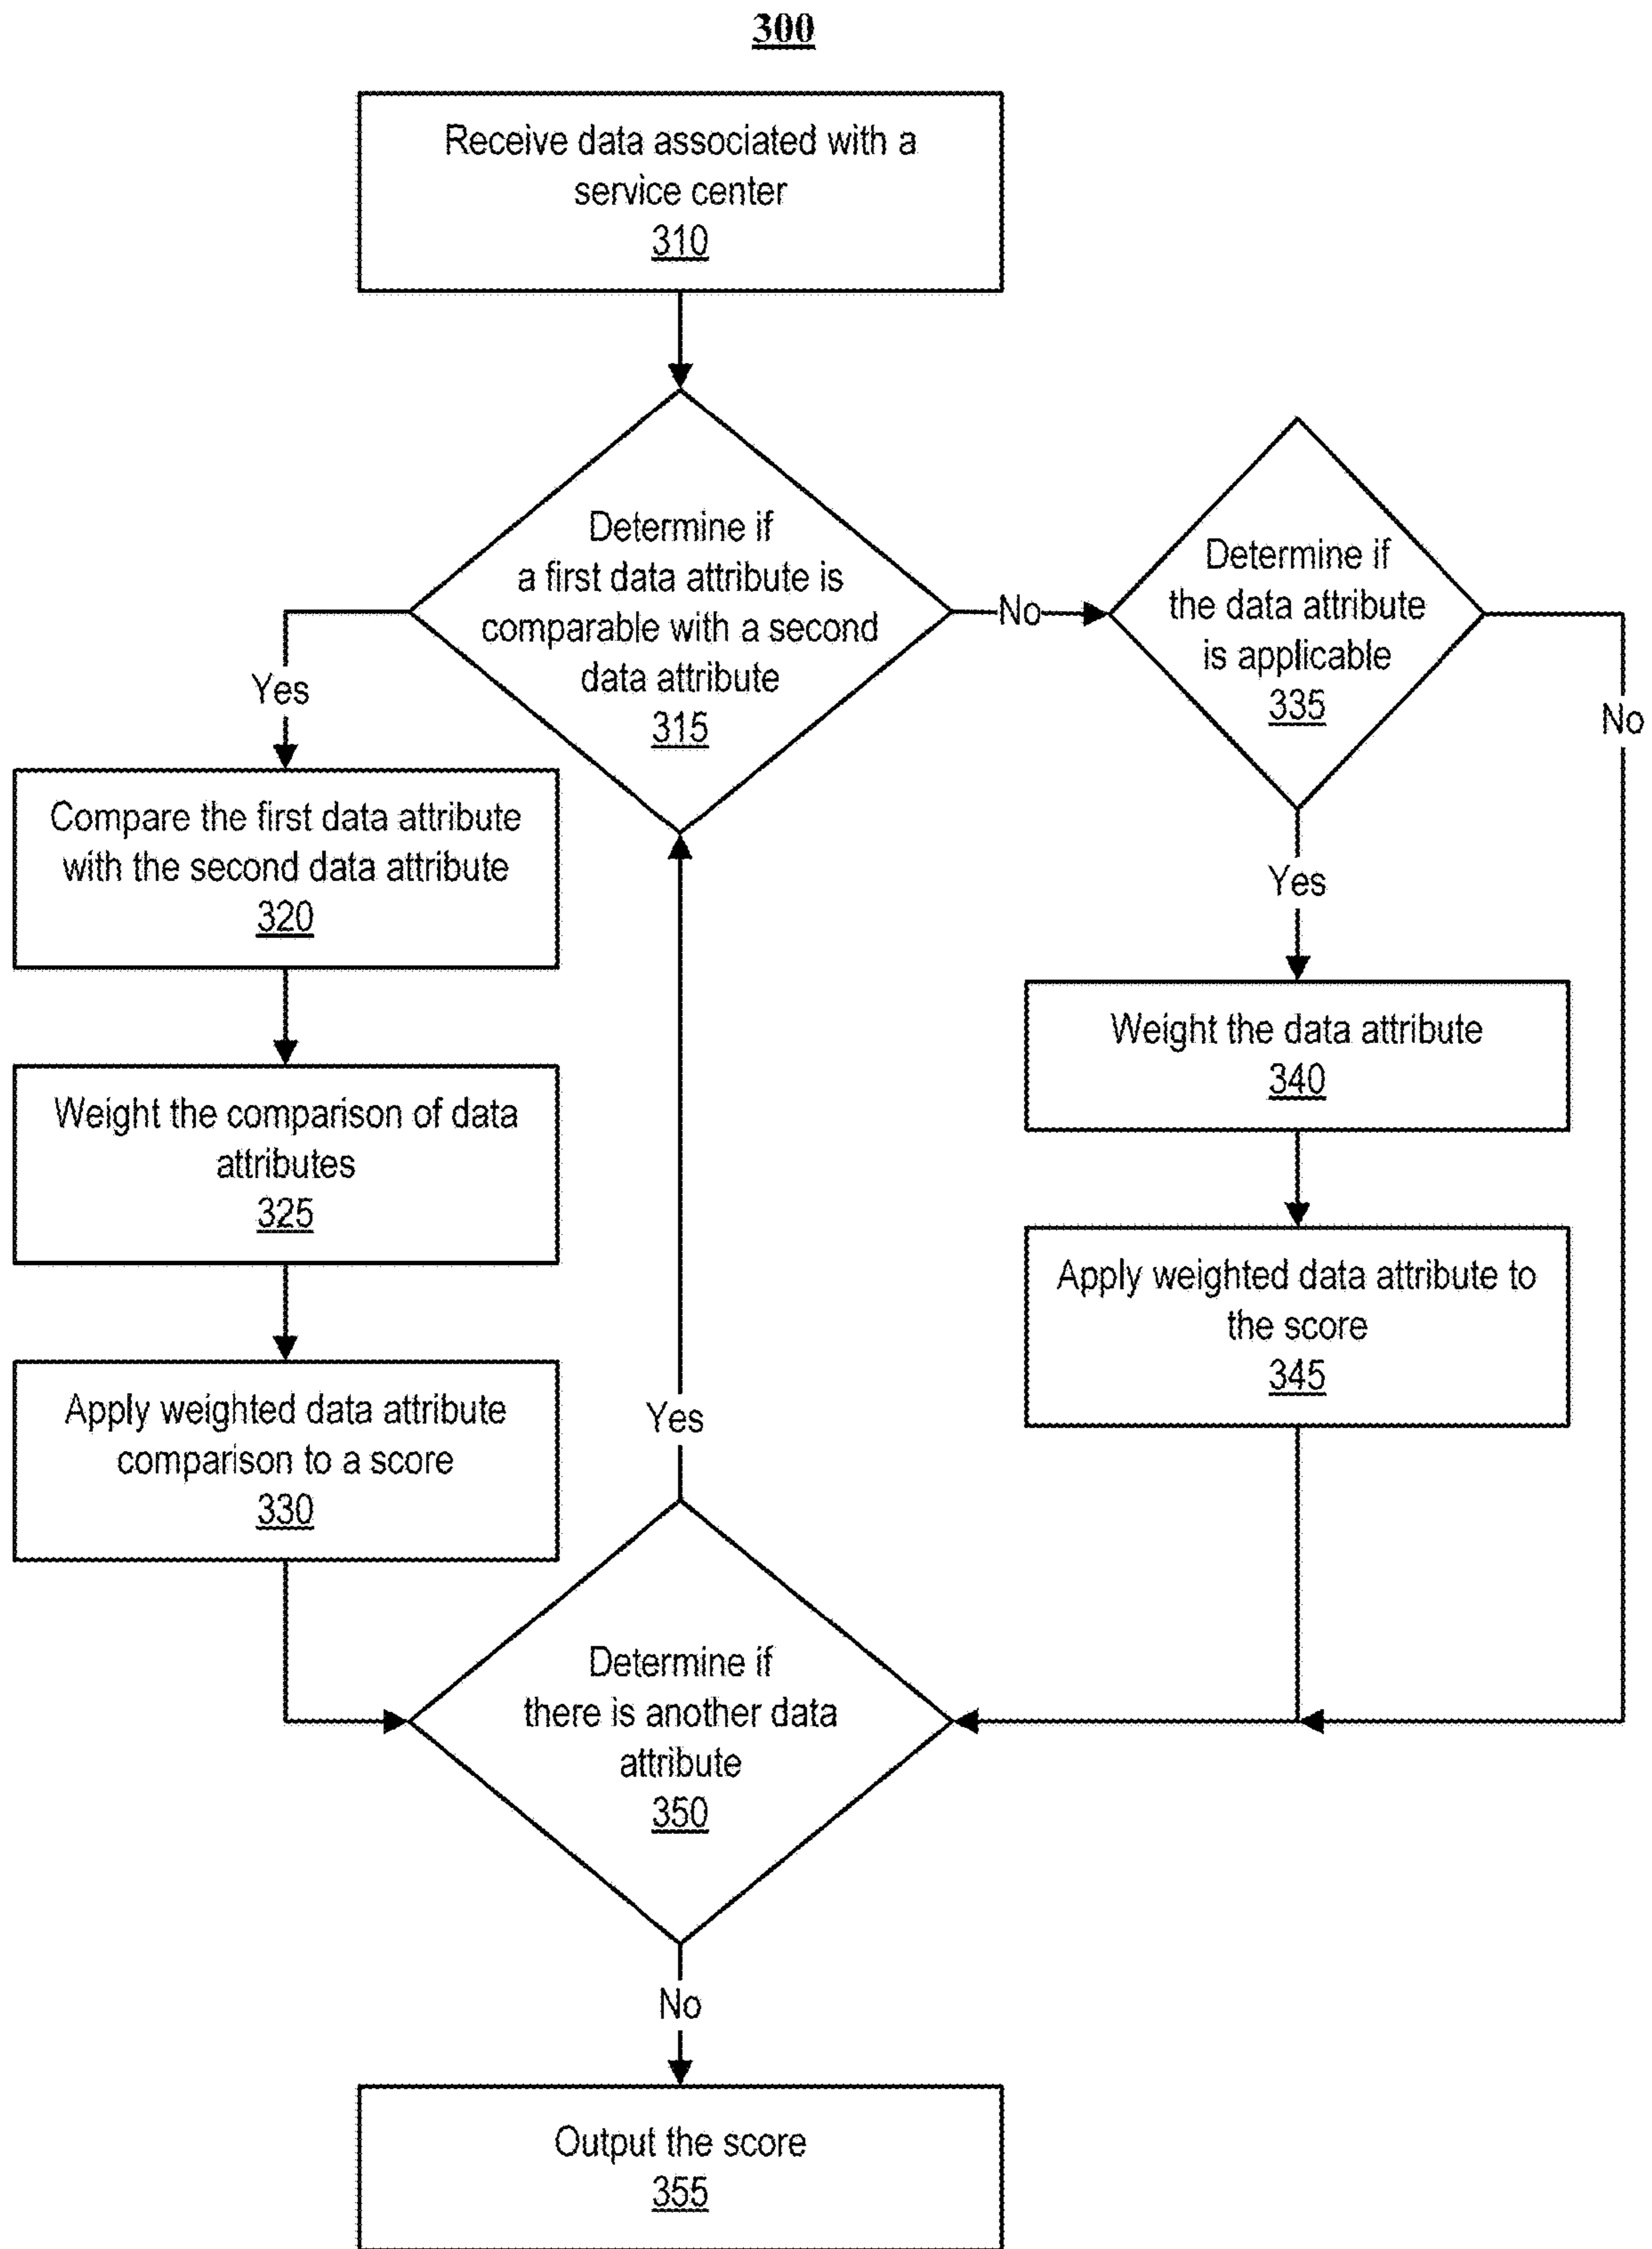 300
Receive data associated with a
service center
310
Determine if
a first data attribute is
comparable with a second
data attribute
315
No
Determine if
the data attribute
is applicable
335
No
Yes
Compare the first data attribute
with the second data attribute
320
Yes
Weight the data attribute
340
Weight the comparison of data
attributes
325
Apply weighted data attribute to
the score
345
Apply weighted data attribute
comparison to a score
330
Yes
Determine if
there is another data
attribute
350
No
Output the score
355